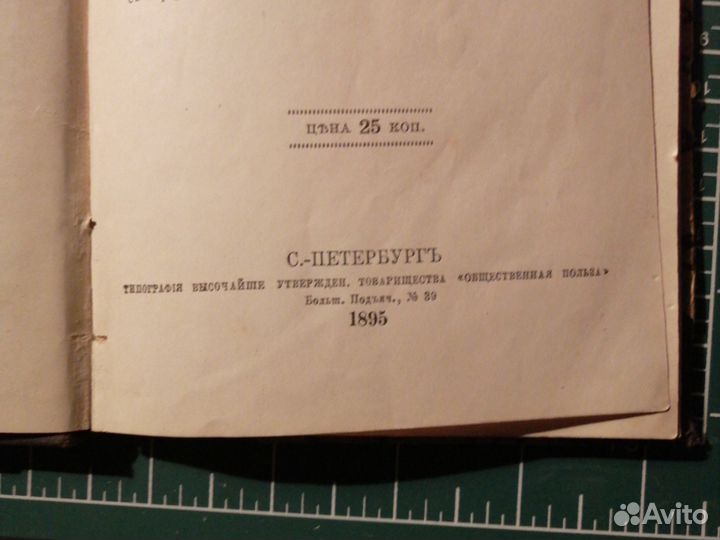 ЦѢНА 25 КОП.
С.-ПЕТЕРБУРГЪ
ТИПОГРАФІЯ ВЫСОЧАЙШЕ УТВЕРЖДЕН. ТОВАРИЩЕСТВА «ОБЩЕСТВЕННАЯ ПОЛЬЗА»
Больш. Подъяч., № 39
1895
Avito